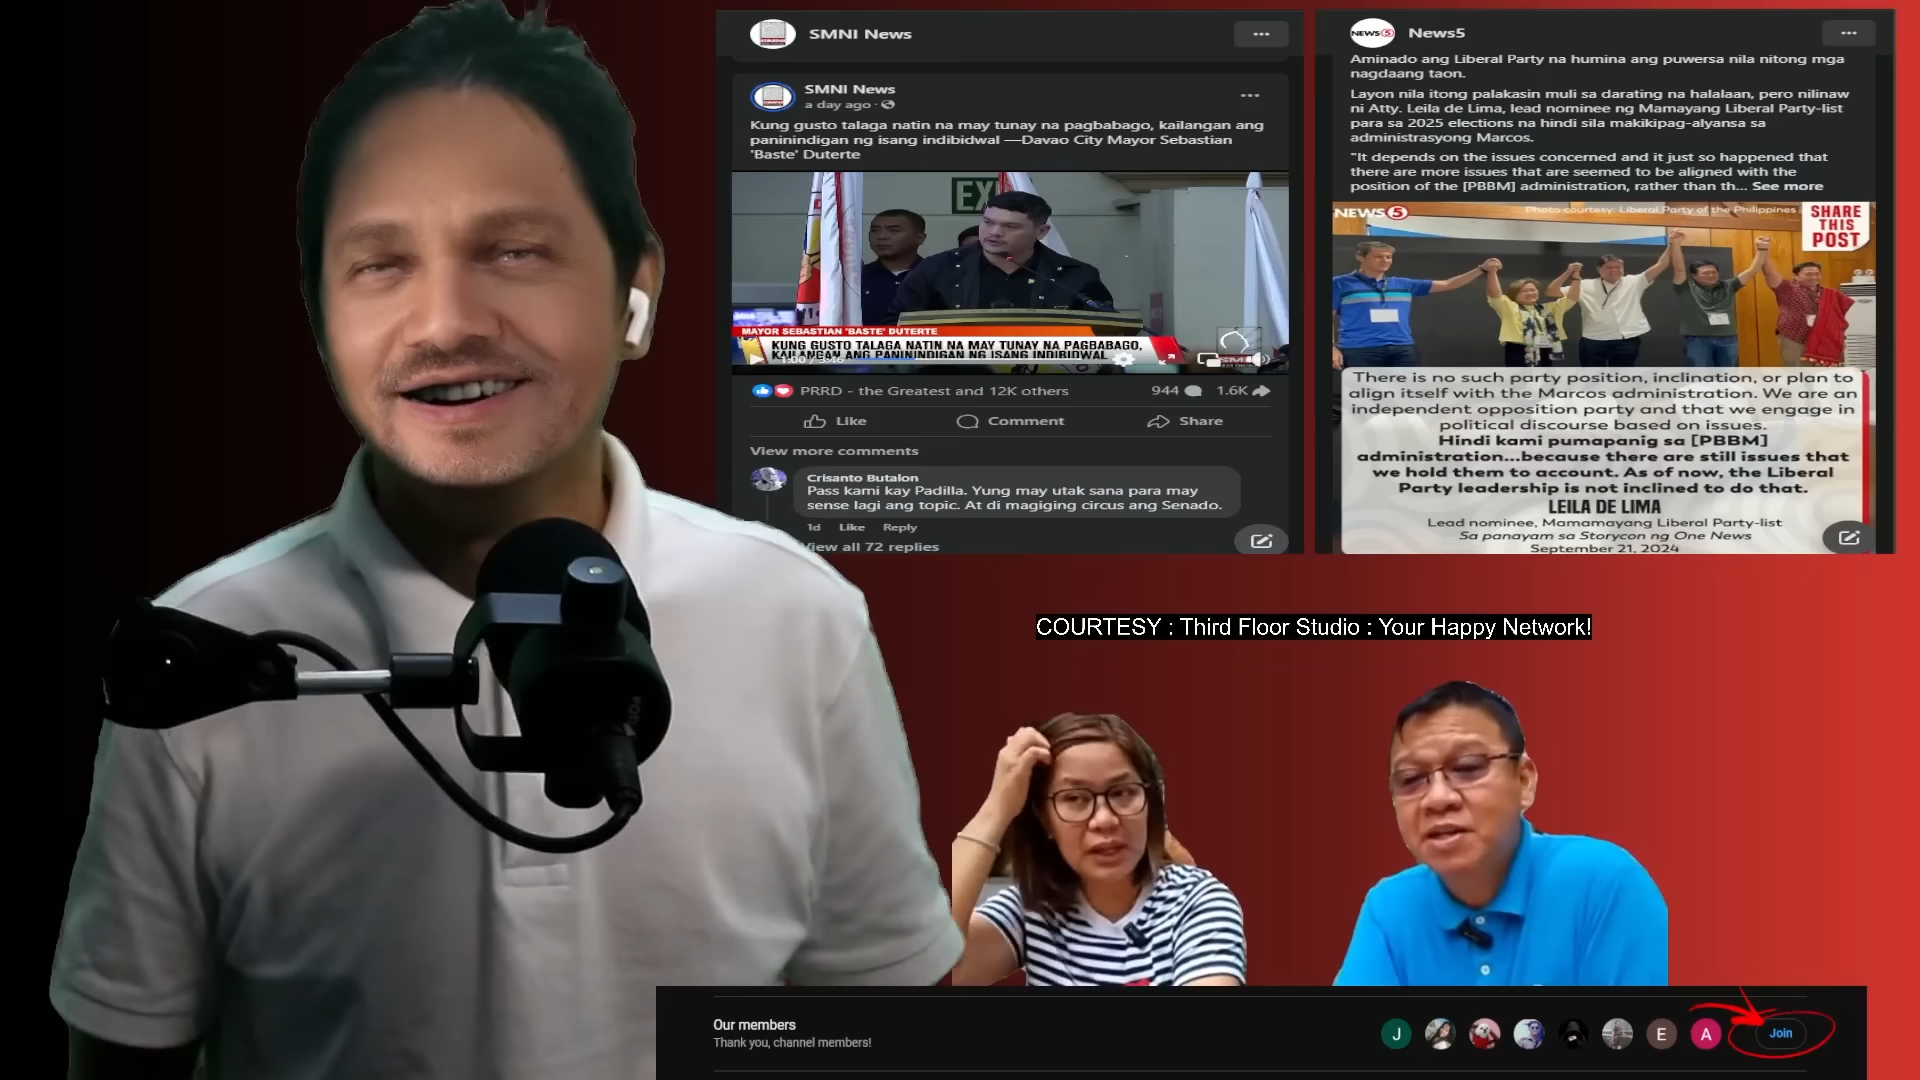 SMNI News
SMNI News
a day ago
Kung gusto talaga natin na may tunay na pagbabago, kailangan ang
paninindigan ng isang indibidwal —Davao City Mayor Sebastian
'Baste' Duterte
EX
MAYOR SEBASTIAN 'BASTE' DUTERTE
KUNG GUSTO TALAGA NATIN NA MAY TUNAY NA PAGBABAGO,
KAILANGAN ANG PANININDIGAN NG ISANG INDIBIDWAL
1:00 / 3:46
PRRD - the Greatest and 12K others
944
1.6K
Like
Comment
Share
View more comments
Crisanto Butalon
Pass kami kay Padilla. Yung may utak sana para may
sense lagi ang topic. At di magiging circus ang Senado.
1d Like Reply
View all 72 replies
NEWS5
News5
Aminado ang Liberal Party na humina ang puwersa nila nitong mga
nagdaang taon.
Layon nila itong palakasin muli sa darating na halalaan, pero nilinaw
ni Atty. Leila de Lima, lead nominee ng Mamayang Liberal Party-list
para sa 2025 elections na hindi sila makikipag-alyansa sa
administrasyong Marcos.
"It depends on the issues concerned and it just so happened that
there are more issues that are seemed to be aligned with the
position of the [PBBM] administration, rather than th... See more
NEWS5
Photo courtesy: Liberal Party of the Philippines
SHARE
THIS
POST
There is no such party position, inclination, or plan to
align itself with the Marcos administration. We are an
independent opposition party and that we engage in
political discourse based on issues.
Hindi kami pumapanig sa [PBBM]
administration...because there are still issues that
we hold them to account. As of now, the Liberal
Party leadership is not inclined to do that.
LEILA DE LIMA
Lead nominee, Mamamayang Liberal Party-list
Sa panayam sa Storycon ng One News
September 21, 2024
COURTESY : Third Floor Studio : Your Happy Network!
Our members
Thank you, channel members!
J
E
A
Join